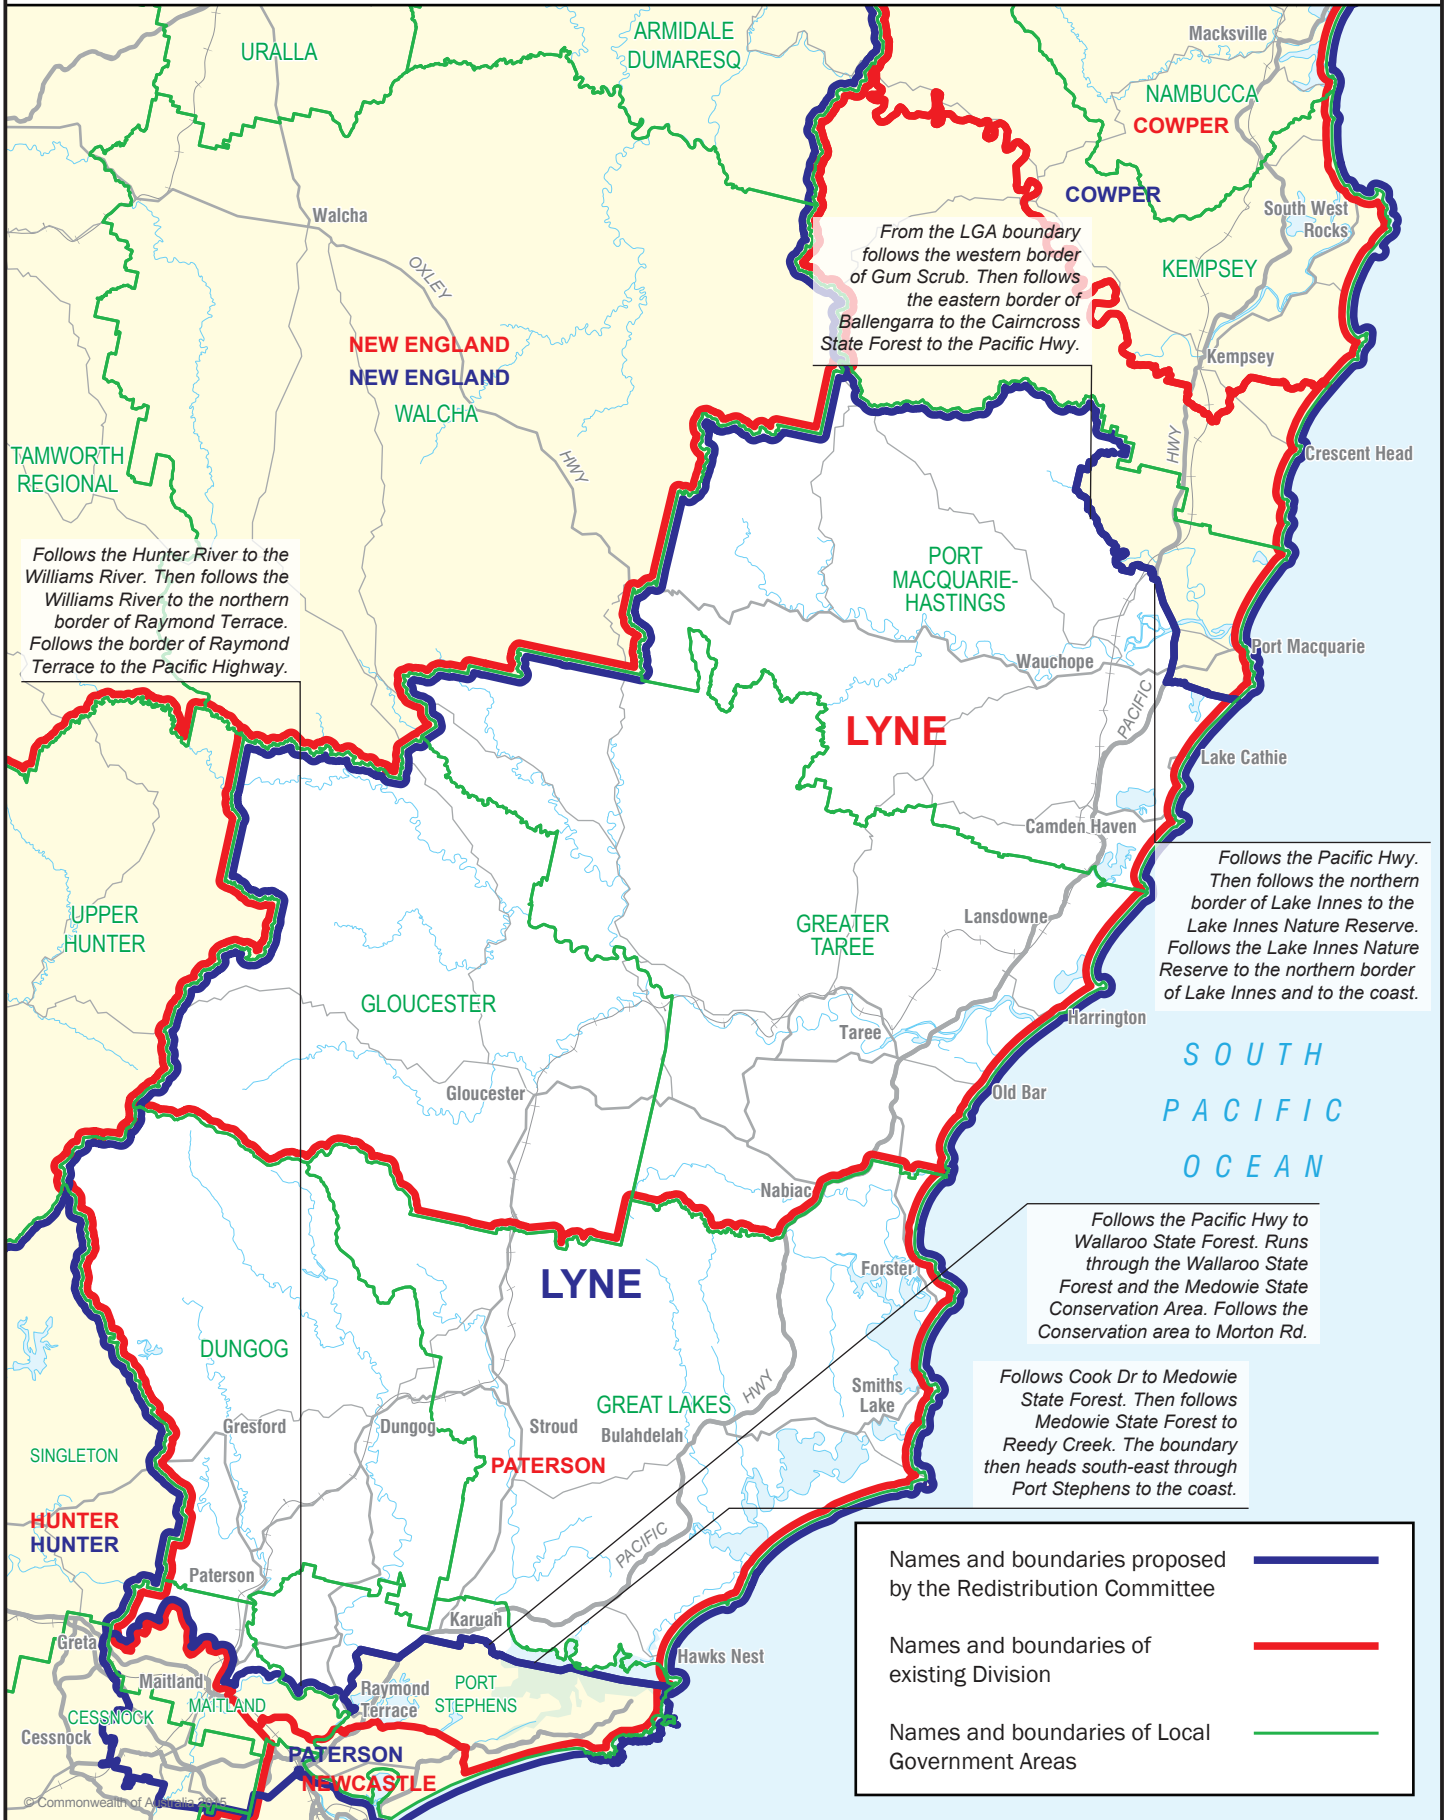 URALLA
ARMIDALE
DUMARESQ
Macksville
NAMBUCCA
COWPER
COWPER
South West
Rocks
Walcha
OXLEY
From the LGA boundary
follows the western border
of Gum Scrub. Then follows
the eastern border of
Ballengarra to the Cairncross
State Forest to the Pacific Hwy.
KEMPSEY
Kempsey
NEW ENGLAND
NEW ENGLAND
WALCHA
HWY
HWY
Crescent Head
TAMWORTH
REGIONAL
Follows the Hunter River to the
Williams River. Then follows the
Williams River to the northern
border of Raymond Terrace.
Follows the border of Raymond
Terrace to the Pacific Highway.
PORT
MACQUARIE-
HASTINGS
Wauchope
Port Macquarie
PACIFIC
LYNE
Lake Cathie
Camden Haven
Follows the Pacific Hwy.
Then follows the northern
border of Lake Innes to the
Lake Innes Nature Reserve.
Follows the Lake Innes Nature
Reserve to the northern border
of Lake Innes and to the coast.
UPPER
HUNTER
GREATER
TAREE
Lansdowne
GLOUCESTER
Taree
Harrington
SOUTH
PACIFIC
OCEAN
Gloucester
Old Bar
Nabiac
Follows the Pacific Hwy to
Wallaroo State Forest. Runs
through the Wallaroo State
Forest and the Medowie State
Conservation Area. Follows the
Conservation area to Morton Rd.
LYNE
Forster
DUNGOG
Follows Cook Dr to Medowie
State Forest. Then follows
Medowie State Forest to
Reedy Creek. The boundary
then heads south-east through
Port Stephens to the coast.
Smiths
Lake
HWY
GREAT LAKES
Gresford
Dungog
Stroud
Bulahdelah
SINGLETON
PATERSON
HUNTER
HUNTER
PACIFIC
Paterson
Karuah
Greta
Hawks Nest
Maitland
MAITLAND
Raymond
Terrace
PORT
STEPHENS
CESSNOCK
Cessnock
PATERSON
NEWCASTLE
© Commonwealth of Australia 2015
Names and boundaries proposed
by the Redistribution Committee
Names and boundaries of
existing Division
Names and boundaries of Local
Government Areas